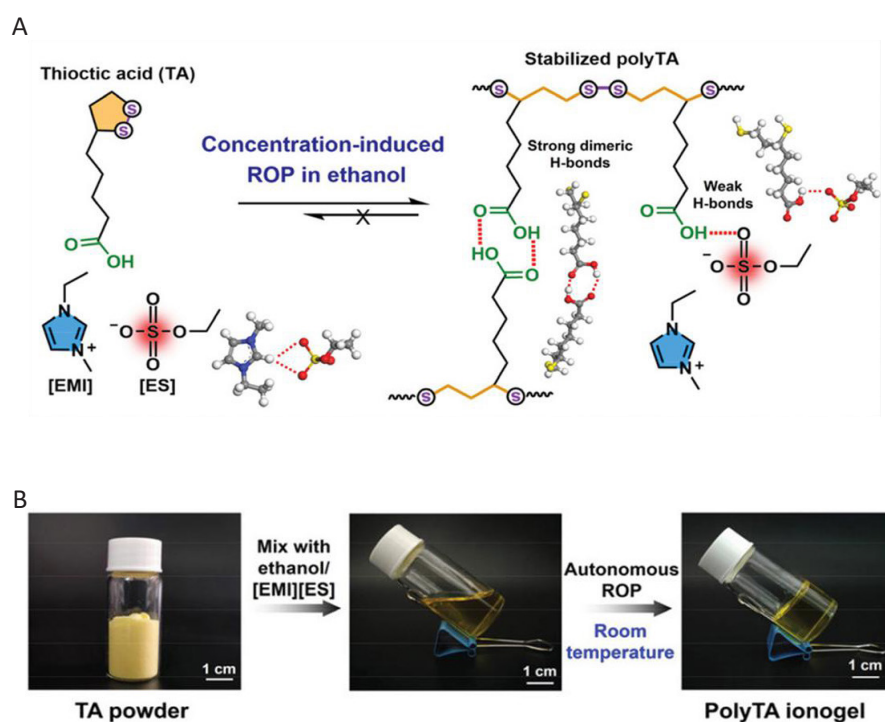 A
Thioctic acid (TA)
S
S
O
OH
Concentration-induced
ROP in ethanol
X
N
N
+
[EMI]
O
−O
S
O
O
[ES]
Stabilized polyTA
S
S
S
S
Strong dimeric
H-bonds
Weak
H-bonds
O
OH
HO
O
O
OH
O
−
O
S
O
O
N
N
+
S
S
B
Mix with
ethanol/
[EMI][ES]
Autonomous
ROP
Room
temperature
1 cm
1 cm
1 cm
TA powder
PolyTA ionogel